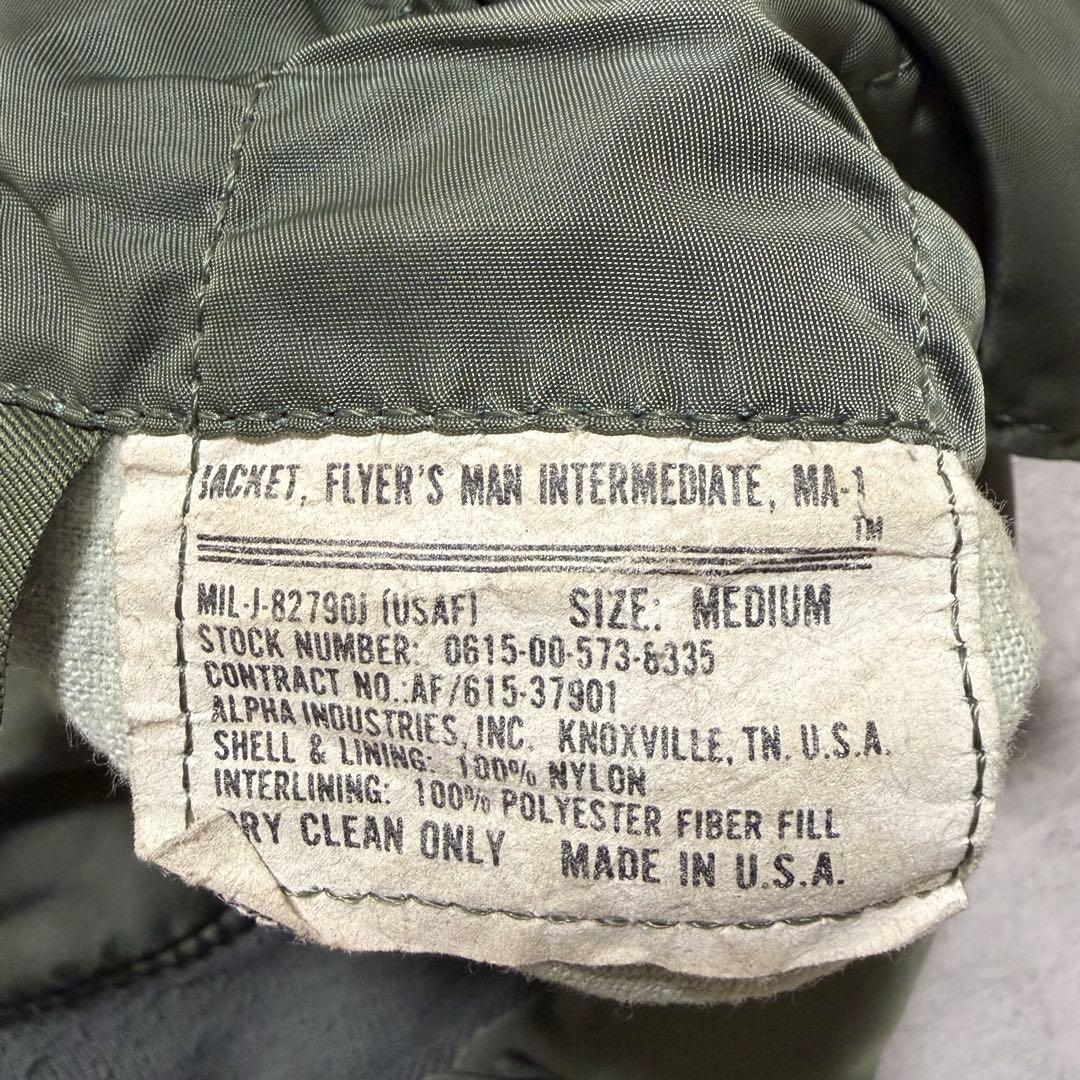 JACKET, FLYER'S MAN INTERMEDIATE, MA-1
TM
MIL-J-82790J (USAF) SIZE: MEDIUM
STOCK NUMBER: 0615-00-573-8335
CONTRACT NO.:AF/615-37901
ALPHA INDUSTRIES, INC. KNOXVILLE, TN. U.S.A.
SHELL & LINING: 100% NYLON
INTERLINING: 100% POLYESTER FIBER FILL
DRY CLEAN ONLY MADE IN U.S.A.